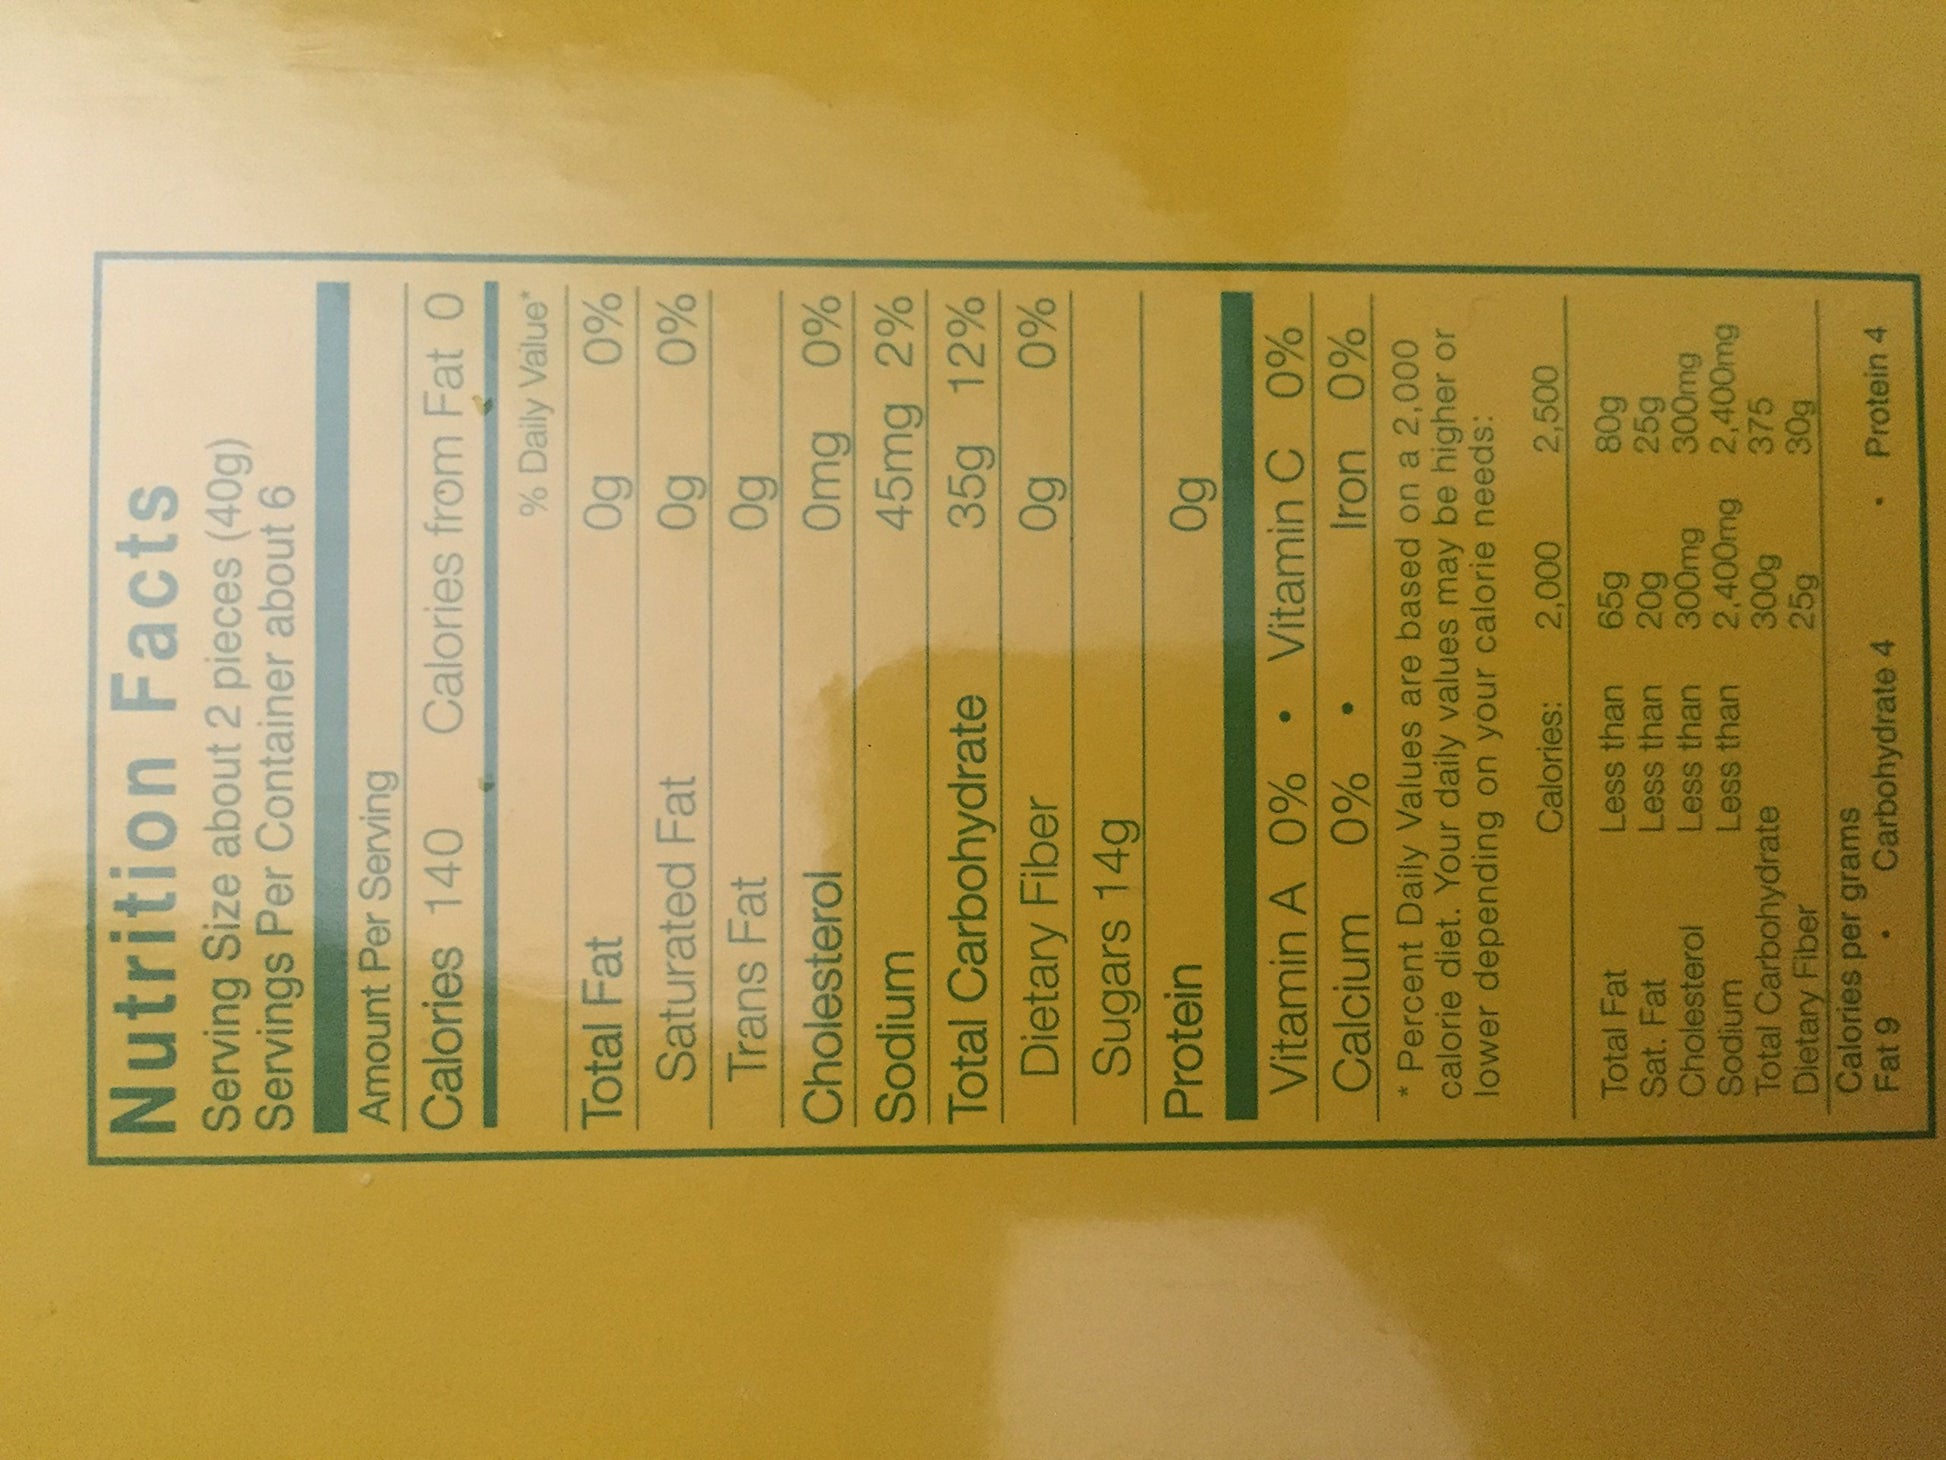 Nutrition Facts
Serving Size about 2 pieces (40g)
Servings Per Container about 6
Amount Per Serving
Calories 140 Calories from Fat 0
% Daily Value*
Total Fat 0g 0%
Saturated Fat 0g 0%
Trans Fat 0g
Cholesterol 0mg 0%
Sodium 45mg 2%
Total Carbohydrate 35g 12%
Dietary Fiber 0g 0%
Sugars 14g
Protein 0g
Vitamin A 0% • Vitamin C 0%
Calcium 0% • Iron 0%
* Percent Daily Values are based on a 2,000
calorie diet. Your daily values may be higher or
lower depending on your calorie needs:
Calories: 2,000 2,500
Total Fat Less than 65g 80g
Sat. Fat Less than 20g 25g
Cholesterol Less than 300mg 300mg
Sodium Less than 2,400mg 2,400mg
Total Carbohydrate 300g 375
Dietary Fiber 25g 30g
Calories per grams
Fat 9 • Carbohydrate 4 • Protein 4